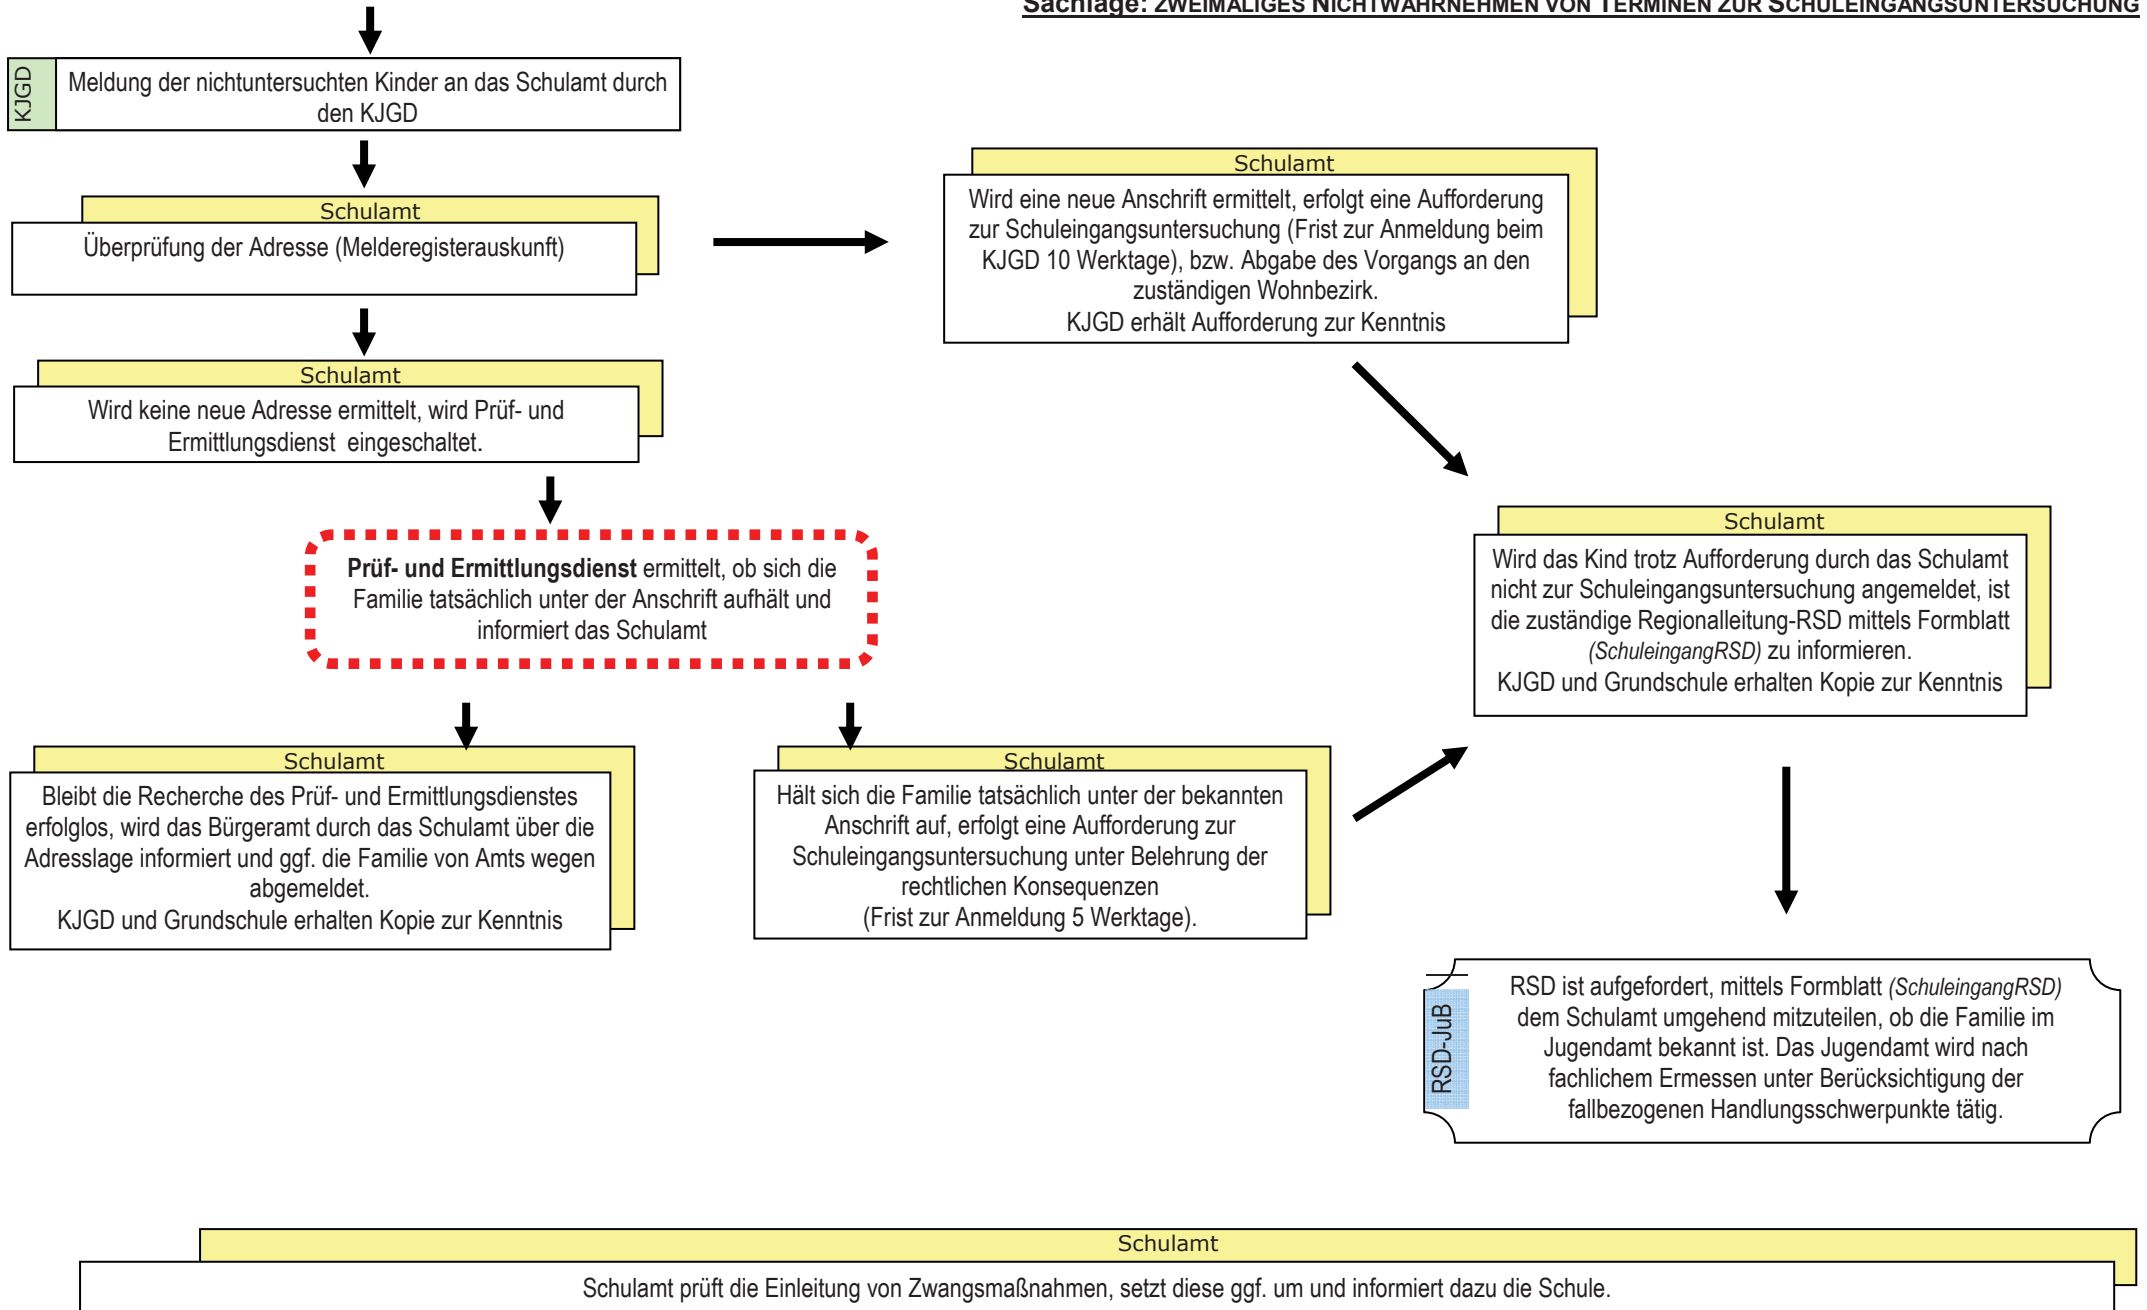 Sachlage: ZWEIMALIGES NICHTWAHRNEHMEN VON TERMINEN ZUR SCHULEINGANGSUNTERSUCHUNG
KJGD
Meldung der nichtuntersuchten Kinder an das Schulamt durch
den KJGD
Schulamt
Überprüfung der Adresse (Melderegisterauskunft)
Schulamt
Wird eine neue Anschrift ermittelt, erfolgt eine Aufforderung
zur Schuleingangsuntersuchung (Frist zur Anmeldung beim
KJGD 10 Werktage), bzw. Abgabe des Vorgangs an den
zuständigen Wohnbezirk.
KJGD erhält Aufforderung zur Kenntnis
Schulamt
Wird keine neue Adresse ermittelt, wird Prüf- und
Ermittlungsdienst eingeschaltet.
Prüf- und Ermittlungsdienst ermittelt, ob sich die
Familie tatsächlich unter der Anschrift aufhält und
informiert das Schulamt
Schulamt
Wird das Kind trotz Aufforderung durch das Schulamt
nicht zur Schuleingangsuntersuchung angemeldet, ist
die zuständige Regionalleitung-RSD mittels Formblatt
(SchuleingangRSD) zu informieren.
KJGD und Grundschule erhalten Kopie zur Kenntnis
Schulamt
Bleibt die Recherche des Prüf- und Ermittlungsdienstes
erfolglos, wird das Bürgeramt durch das Schulamt über die
Adresslage informiert und ggf. die Familie von Amts wegen
abgemeldet.
KJGD und Grundschule erhalten Kopie zur Kenntnis
Schulamt
Hält sich die Familie tatsächlich unter der bekannten
Anschrift auf, erfolgt eine Aufforderung zur
Schuleingangsuntersuchung unter Belehrung der
rechtlichen Konsequenzen
(Frist zur Anmeldung 5 Werktage).
RSD-JuB
RSD ist aufgefordert, mittels Formblatt (SchuleingangRSD)
dem Schulamt umgehend mitzuteilen, ob die Familie im
Jugendamt bekannt ist. Das Jugendamt wird nach
fachlichem Ermessen unter Berücksichtigung der
fallbezogenen Handlungsschwerpunkte tätig.
Schulamt
Schulamt prüft die Einleitung von Zwangsmaßnahmen, setzt diese ggf. um und informiert dazu die Schule.